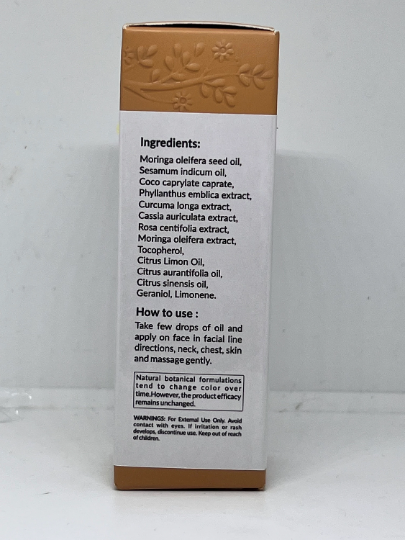 Ingredients:
Moringa oleifera seed oil,
Sesamum indicum oil,
Coco caprylate caprate,
Phyllanthus emblica extract,
Curcuma longa extract,
Cassia auriculata extract,
Rosa centifolia extract,
Moringa oleifera extract,
Tocopherol,
Citrus Limon Oil,
Citrus aurantifolia oil,
Citrus sinensis oil,
Geraniol, Limonene.
How to use :
Take few drops of oil and
apply on face in facial line
directions, neck, chest, skin
and massage gently.
Natural botanical formulations
tend to change color over
time.However, the product efficacy
remains unchanged.
WARNINGS: For External Use Only. Avoid
contact with eyes. If irritation or rash
develops, discontinue use. Keep out of reach
of children.